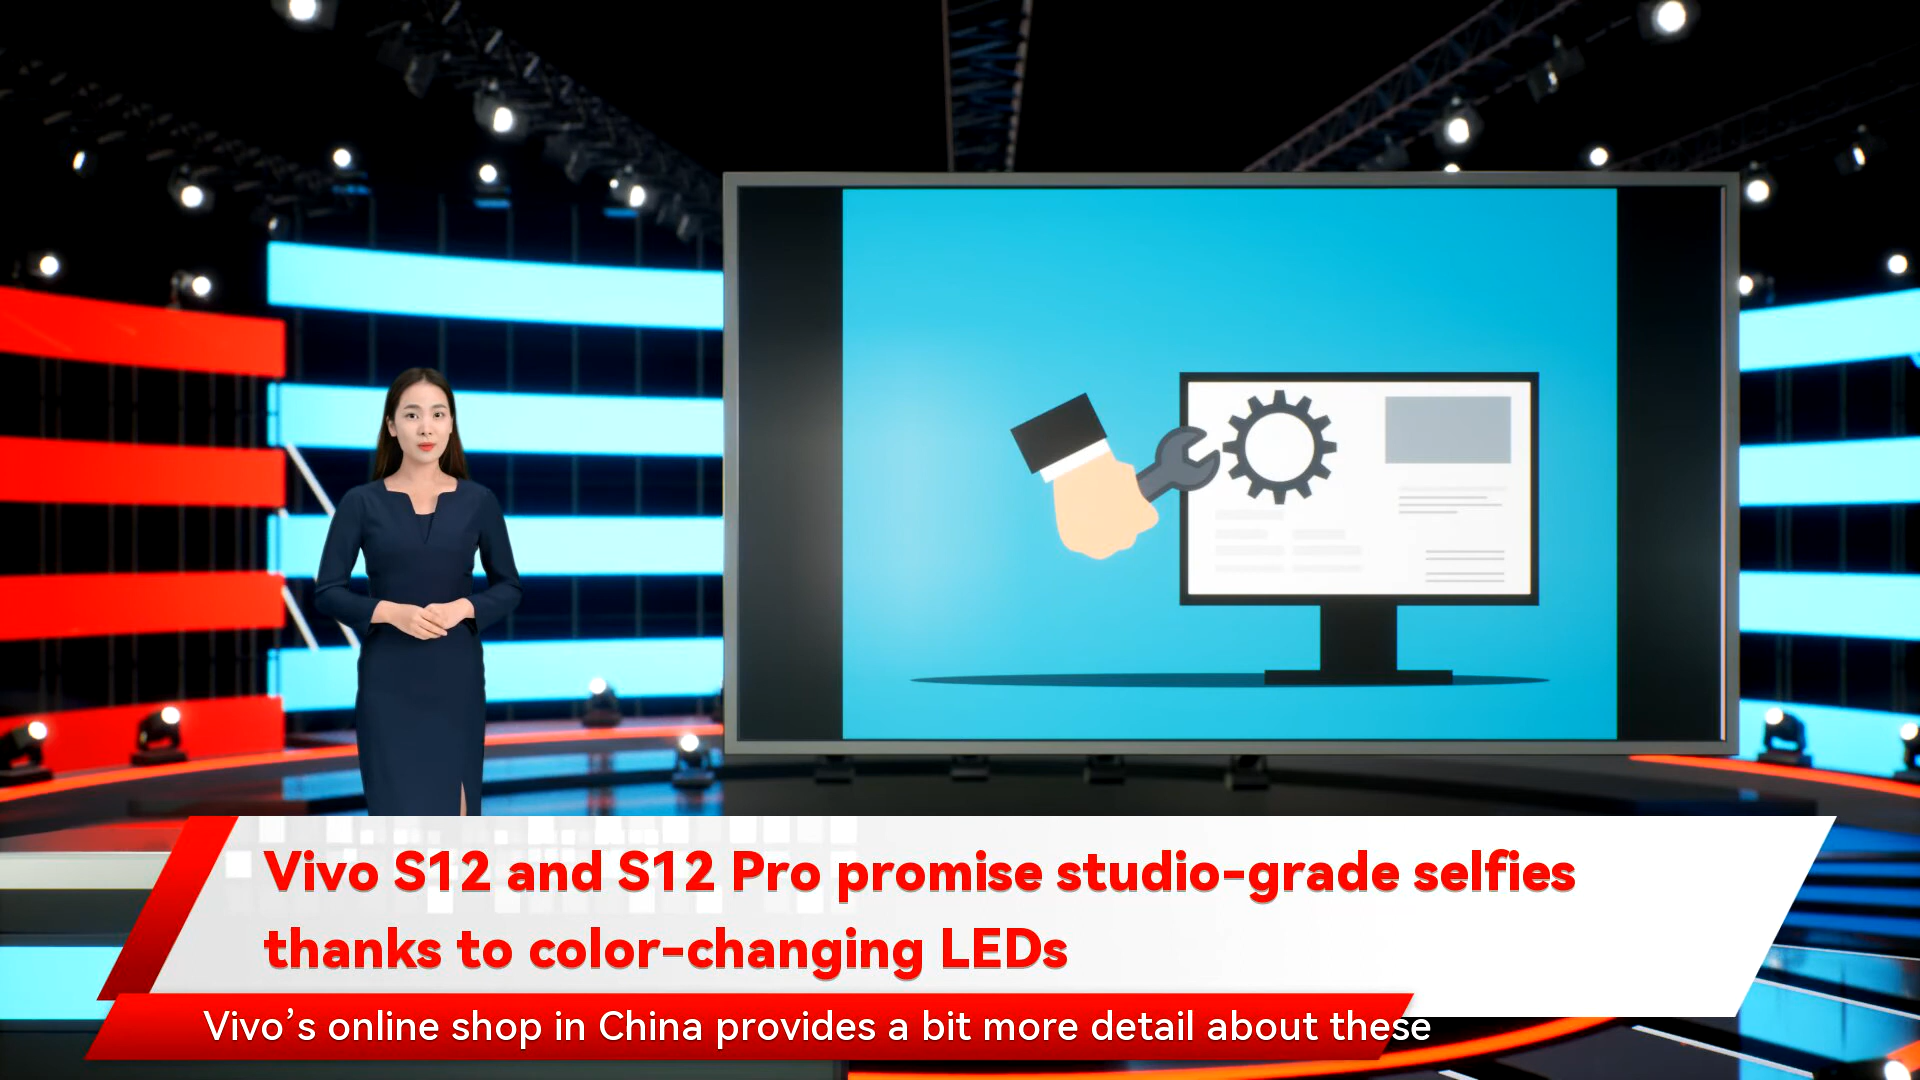 Vivo S12 and S12 Pro promise studio-grade selfies
thanks to color-changing LEDs
Vivo’s online shop in China provides a bit more detail about these